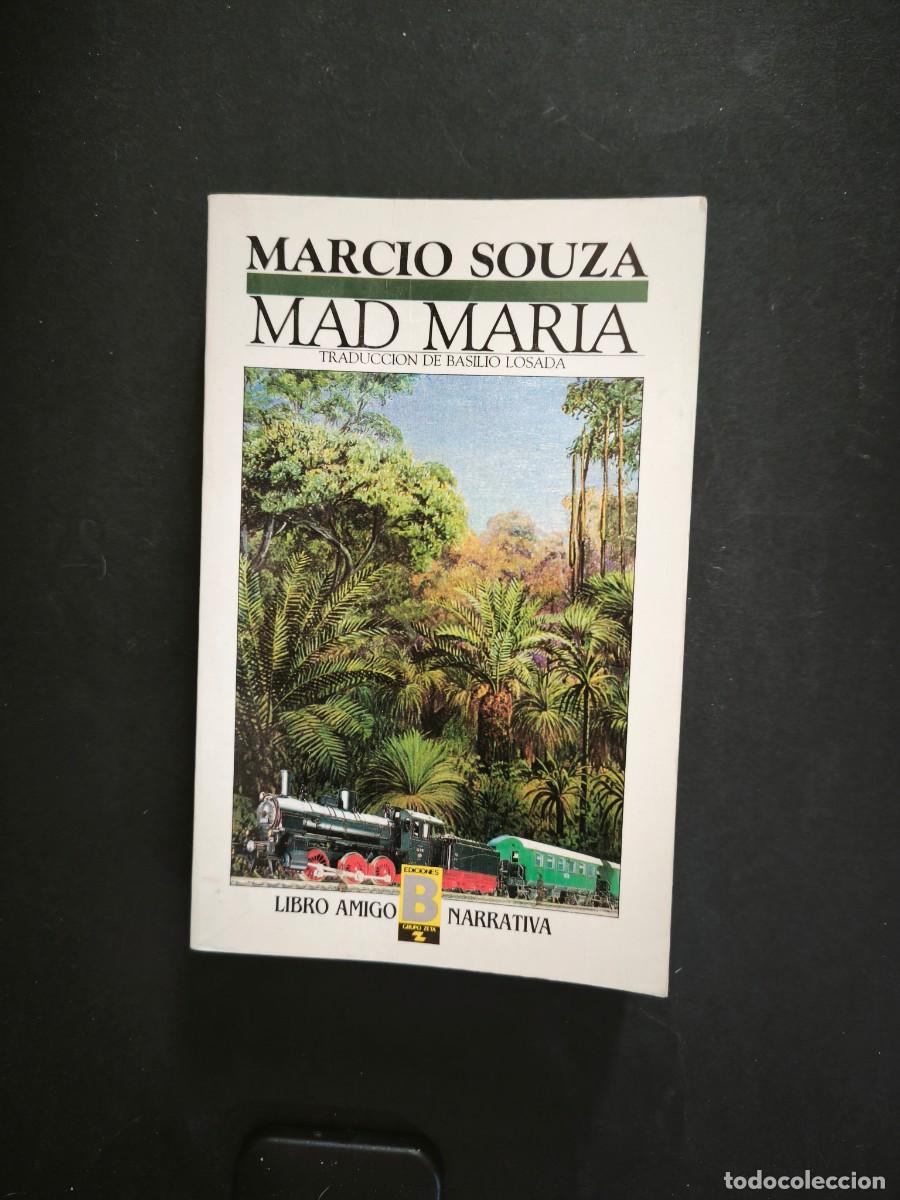 MARCIO SOUZA
MAD MARIA
TRADUCCION DE BASILIO LOSADA
LIBRO AMIGO
EDICIONES
B
GRUPO ZETA
Z
NARRATIVA
todocoleccion